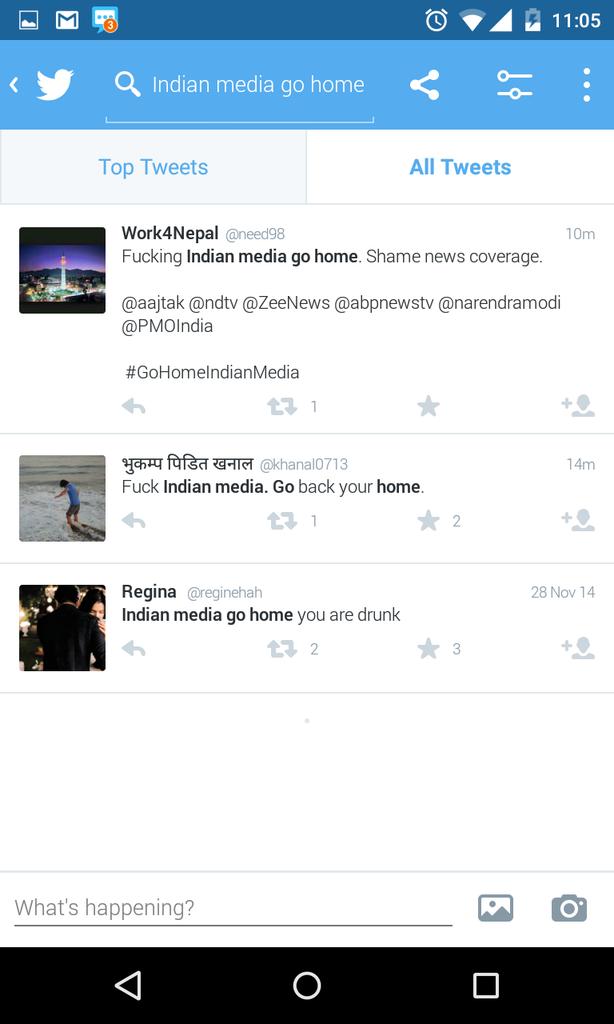 3 11:05
Indian media go home
Top Tweets All Tweets
Work4Nepal @need98 10m
Fucking Indian media go home. Shame news coverage.
@aajtak @ndtv @ZeeNews @abpnewstv @narendramodi
@PMOIndia
#GoHomeIndianMedia
1
भुकम्प पिडित खनाल @khanal0713 14m
Fuck Indian media. Go back your home.
1 2
Regina @reginehah 28 Nov 14
Indian media go home you are drunk
2 3
What's happening?